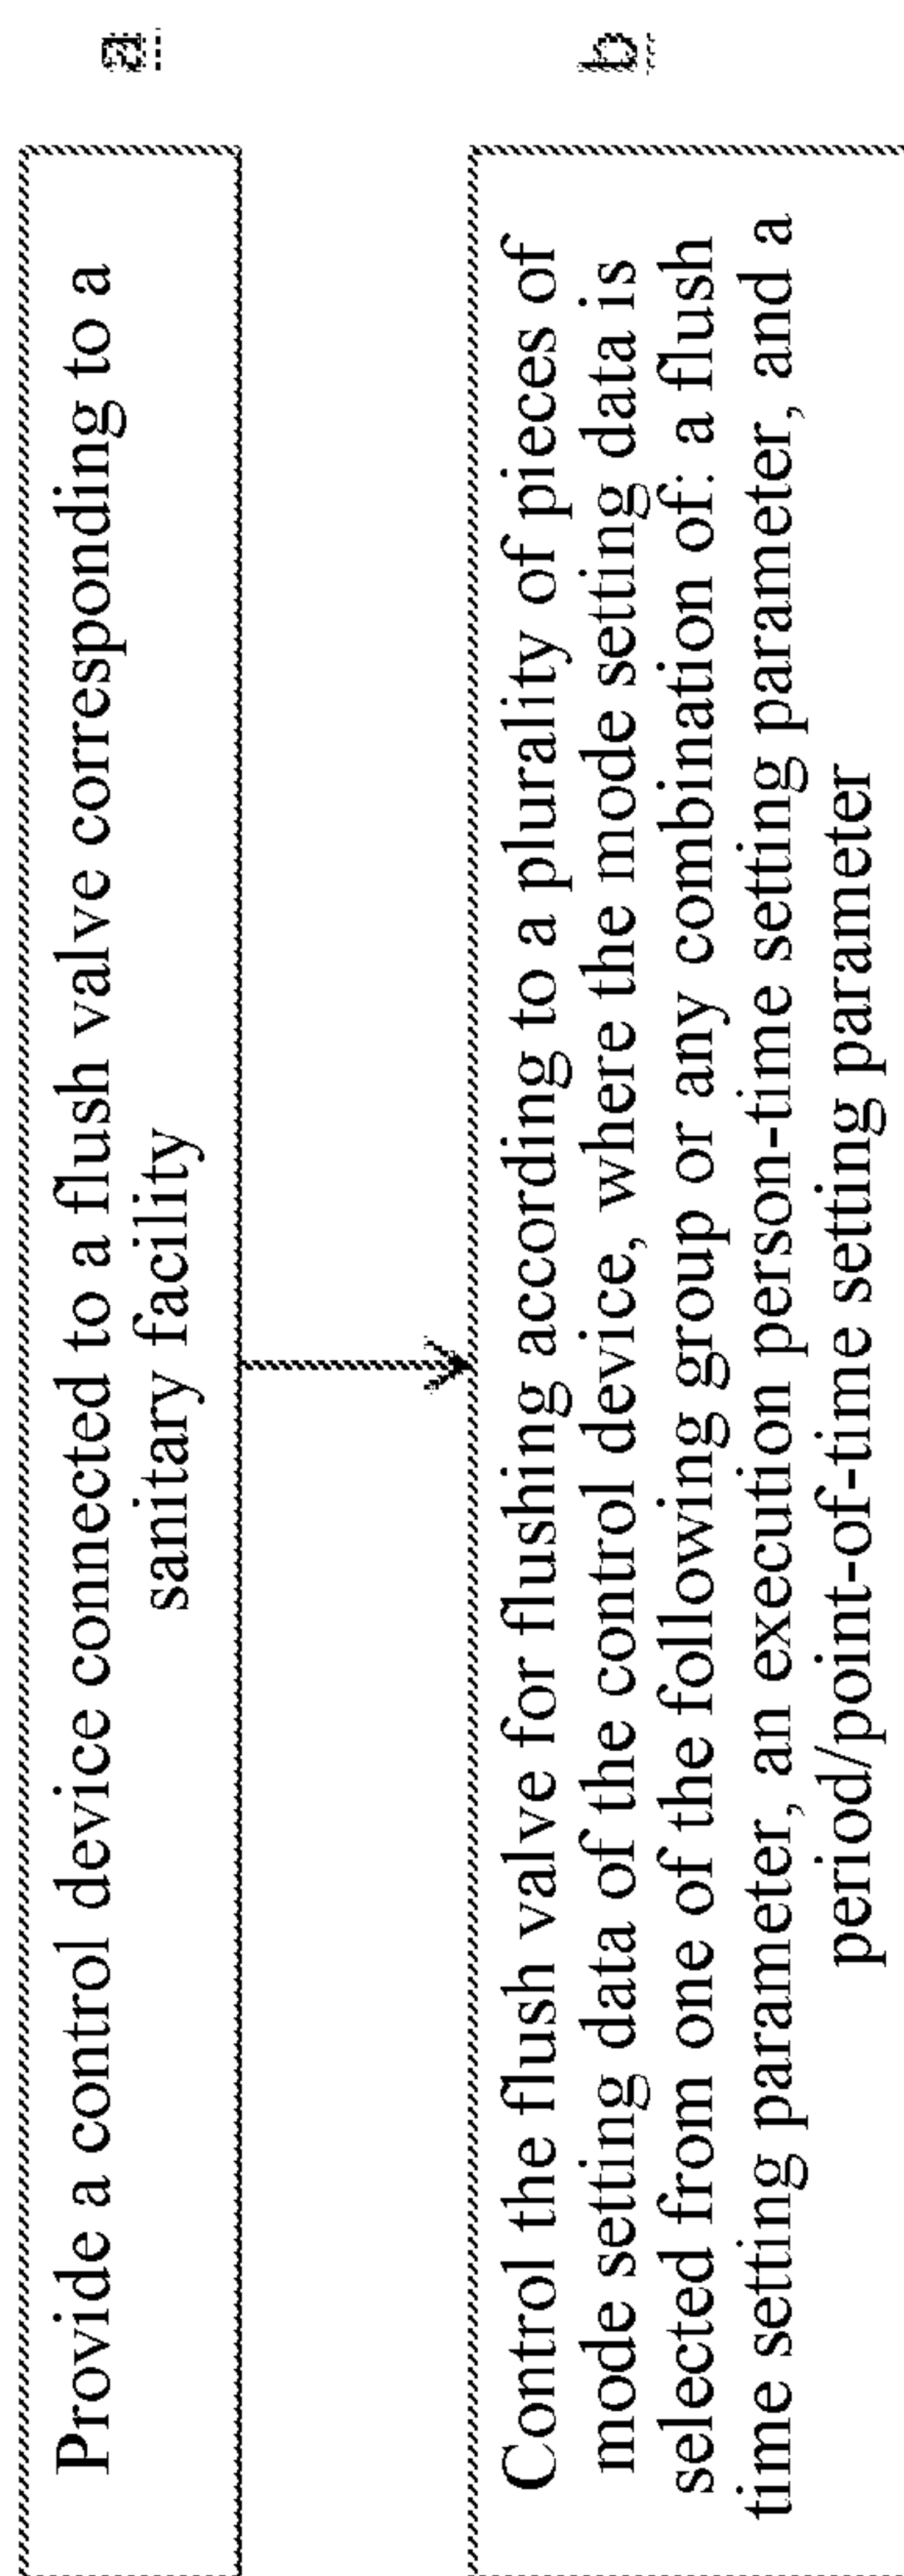 Provide a control device connected to a flush valve corresponding to a
sanitary facility
a
Control the flush valve for flushing according to a plurality of pieces of
mode setting data of the control device, where the mode setting data is
selected from one of the following group or any combination of: a flush
time setting parameter, an execution person-time setting parameter, and a
period/point-of-time setting parameter
b